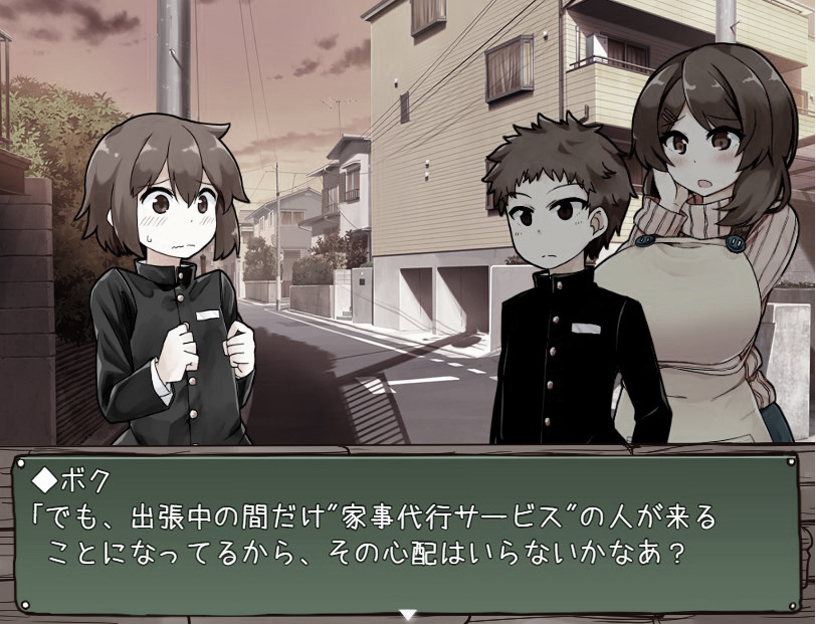 ◆ボク
「でも、出張中の間だけ"家事代行サービス"の人が来る
ことになってるから、その心配はいらないかなあ？